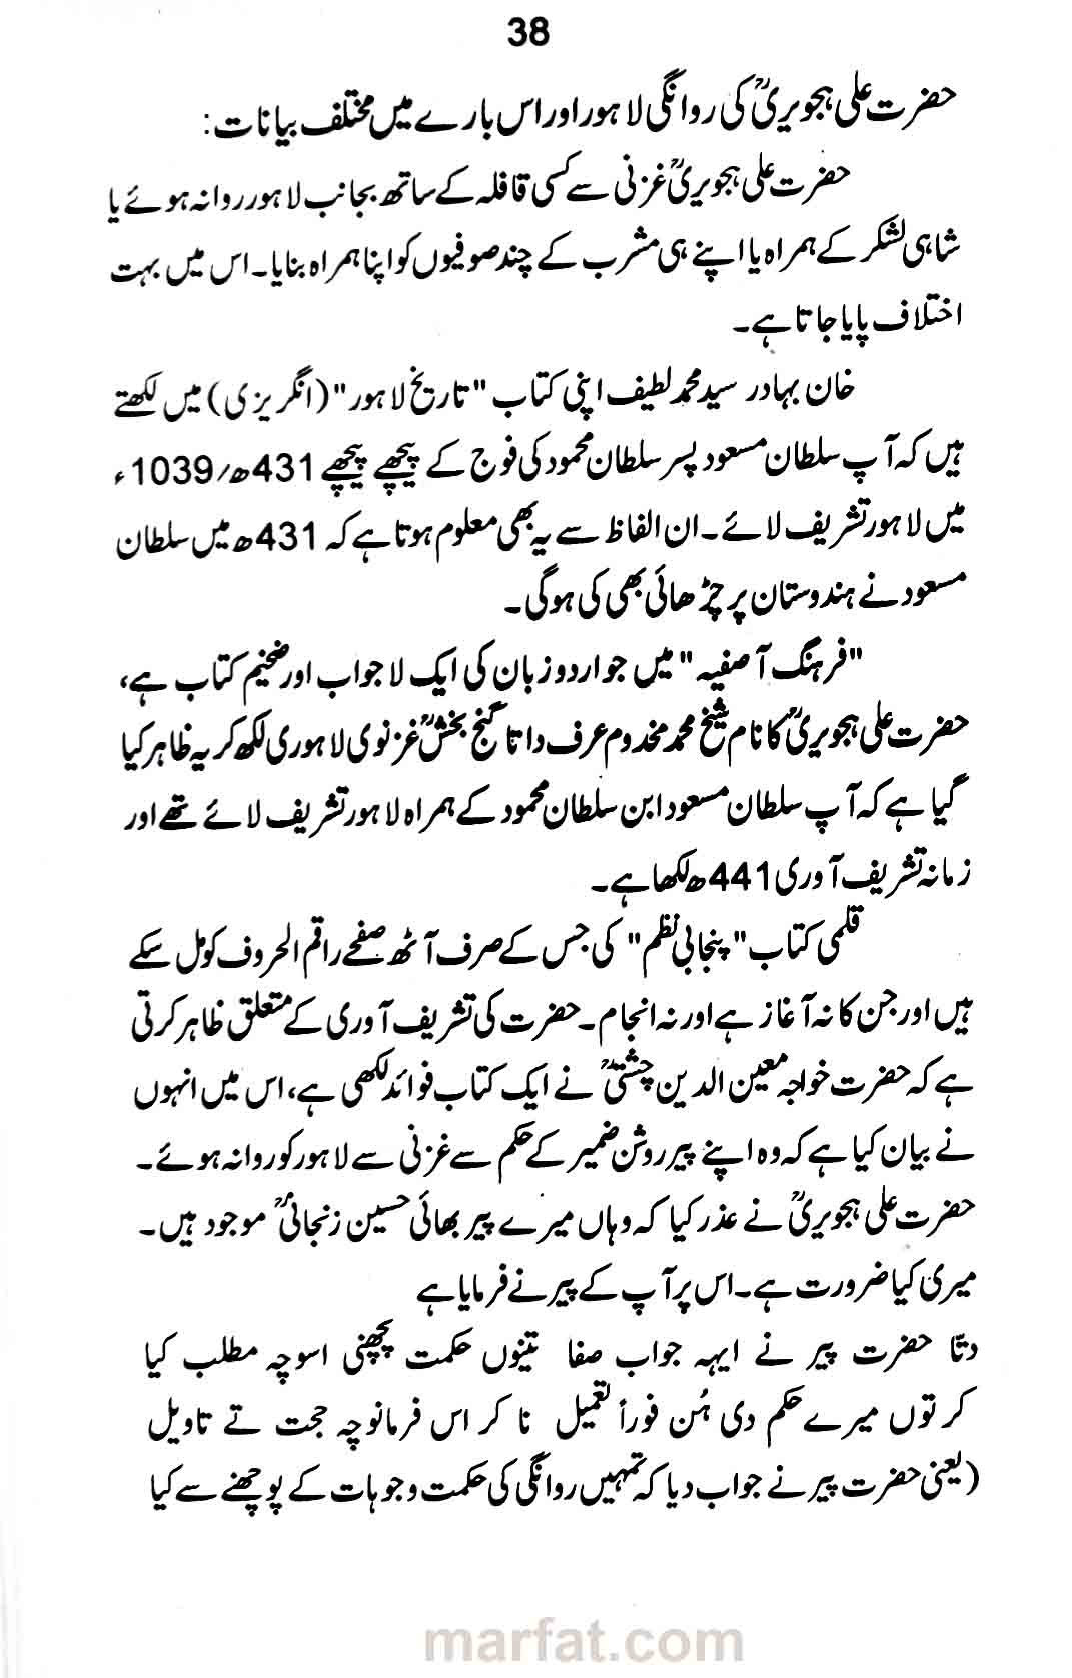 38
حضرت علی ہجویریؒ کی روانگی لاہور اور اس بارے میں مختلف بیانات:
حضرت علی ہجویریؒ غزنی سے کسی قافلہ کے ساتھ بجانب لاہور روانہ ہوئے یا
شاہی لشکر کے ہمراہ یا اپنے ہی مشرب کے چند صوفیوں کو اپنا ہمراہ بنایا۔ اس میں بہت
اختلاف پایا جاتا ہے۔
خان بہادر سید محمد لطیف اپنی کتاب "تاریخ لاہور" (انگریزی) میں لکھتے
ہیں کہ آپ سلطان مسعود پسر سلطان محمود کی فوج کے پیچھے پیچھے 431ھ/1039ء
میں لاہور تشریف لائے۔ ان الفاظ سے یہ بھی معلوم ہوتا ہے کہ 431ھ میں سلطان
مسعود نے ہندوستان پر چڑھائی بھی کی ہوگی۔
"فرہنگ آصفیہ" میں جو اردو زبان کی ایک لاجواب اور ضخیم کتاب ہے،
حضرت علی ہجویریؒ کا نام شیخ محمد مخدوم عرف داتا گنج بخشؒ غزنوی لاہوری لکھ کر یہ ظاہر کیا
گیا ہے کہ آپ سلطان مسعود ابن سلطان محمود کے ہمراہ لاہور تشریف لائے تھے اور
زمانہ تشریف آوری 441ھ لکھا ہے۔
قلمی کتاب "پنجابی نظم" کی جس کے صرف آٹھ صفحے راقم الحروف کو مل سکے
ہیں اور جن کا نہ آغاز ہے اور نہ انجام۔ حضرت کی تشریف آوری کے متعلق ظاہر کرتی
ہے کہ حضرت خواجہ معین الدین چشتیؒ نے ایک کتاب فوائد لکھی ہے، اس میں انہوں
نے بیان کیا ہے کہ وہ اپنے پیر روشن ضمیر کے حکم سے غزنی سے لاہور کو روانہ ہوئے۔
حضرت علی ہجویریؒ نے عذر کیا کہ وہاں میرے پیر بھائی حسین زنجانیؒ موجود ہیں۔
میری کیا ضرورت ہے۔ اس پر آپ کے پیر نے فرمایا ہے
دتّا حضرت پیر نے ایہہ جواب صفا تینوں حکمت پچھنی اسوچہ مطلب کیا
کر توں میرے حکم دی ہُن فوراً تعمیل نا کر اس فرمانوچہ حجت تے تاویل
(یعنی حضرت پیر نے جواب دیا کہ تمہیں روانگی کی حکمت و جوہات کے پوچھنے سے کیا
marfat.com